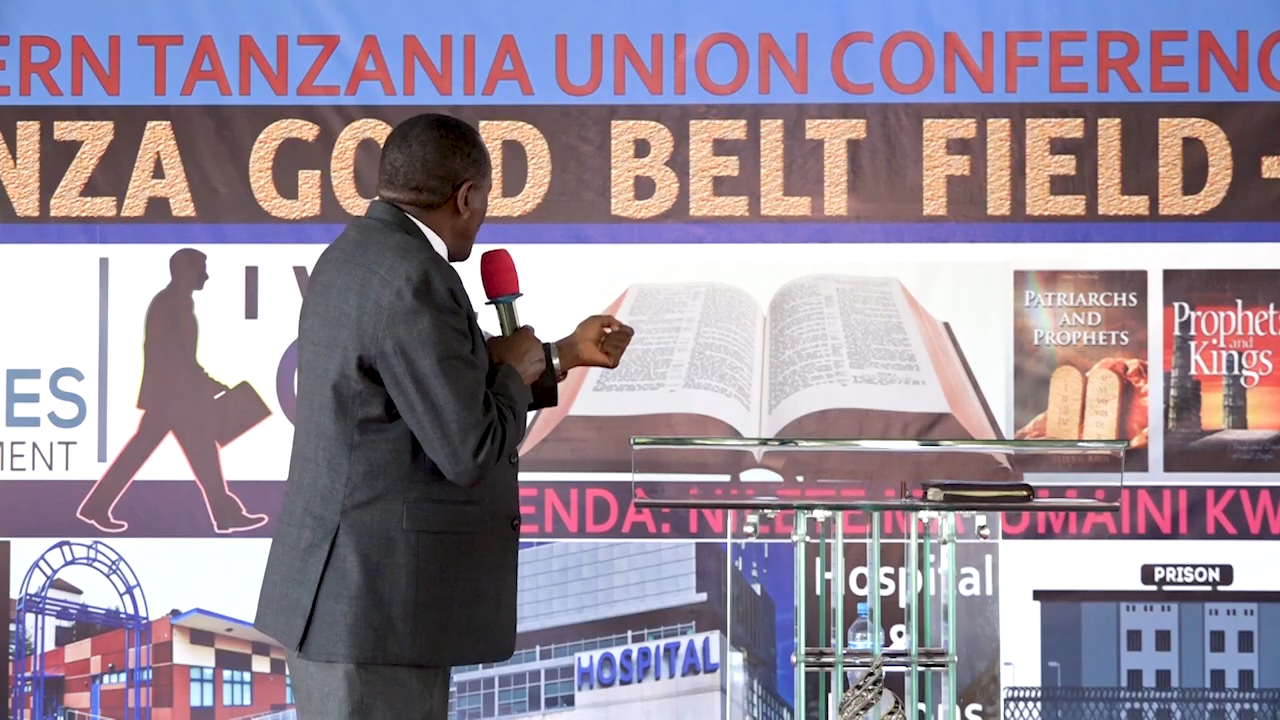 ERN TANZANIA UNION CONFERENC
NZA GOLD BELT FIELD -
I
ES
MENT
PATRIARCHS
AND
PROPHETS
Prophets
and
Kings
ENDA: KW
HOSPITAL
Hospital
&
PRISON